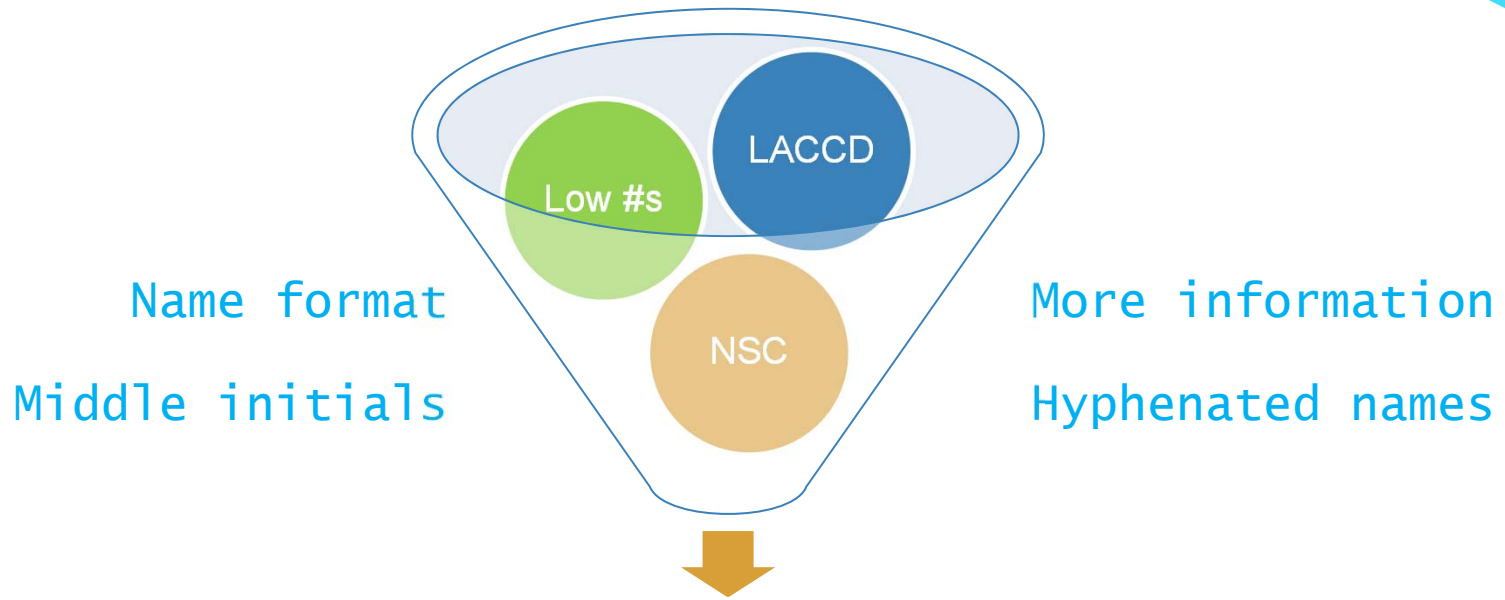 LACCD
Low #s
Name format
More information
NSC
Middle initials
Hyphenated names